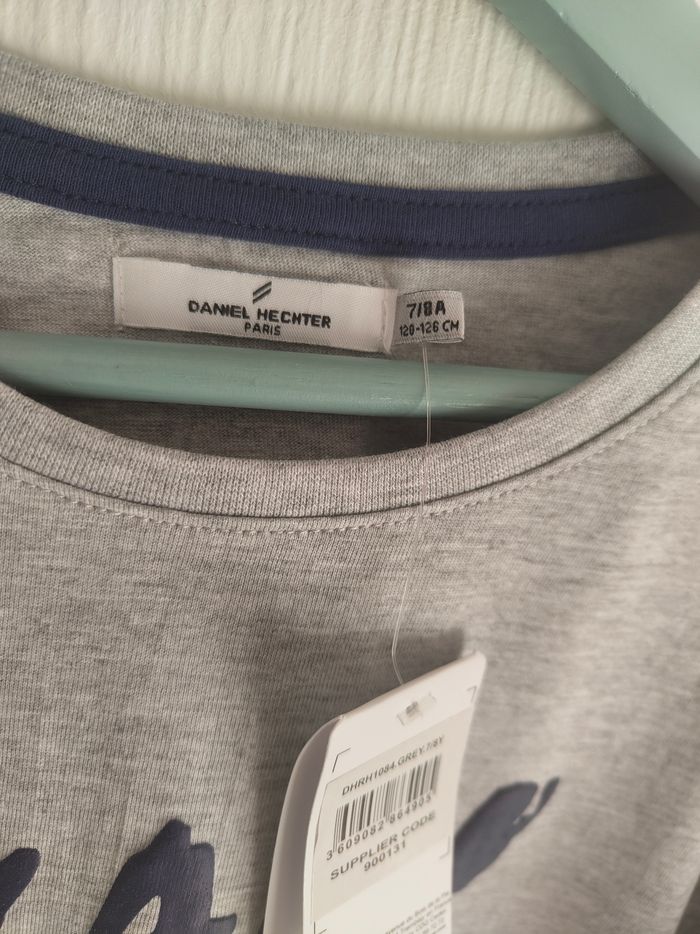 DANIEL HECHTER
PARIS
7/8A
120-126 CM
DHRH1084.GREY.7/8Y
3 609082 864905
SUPPLIER CODE
900131